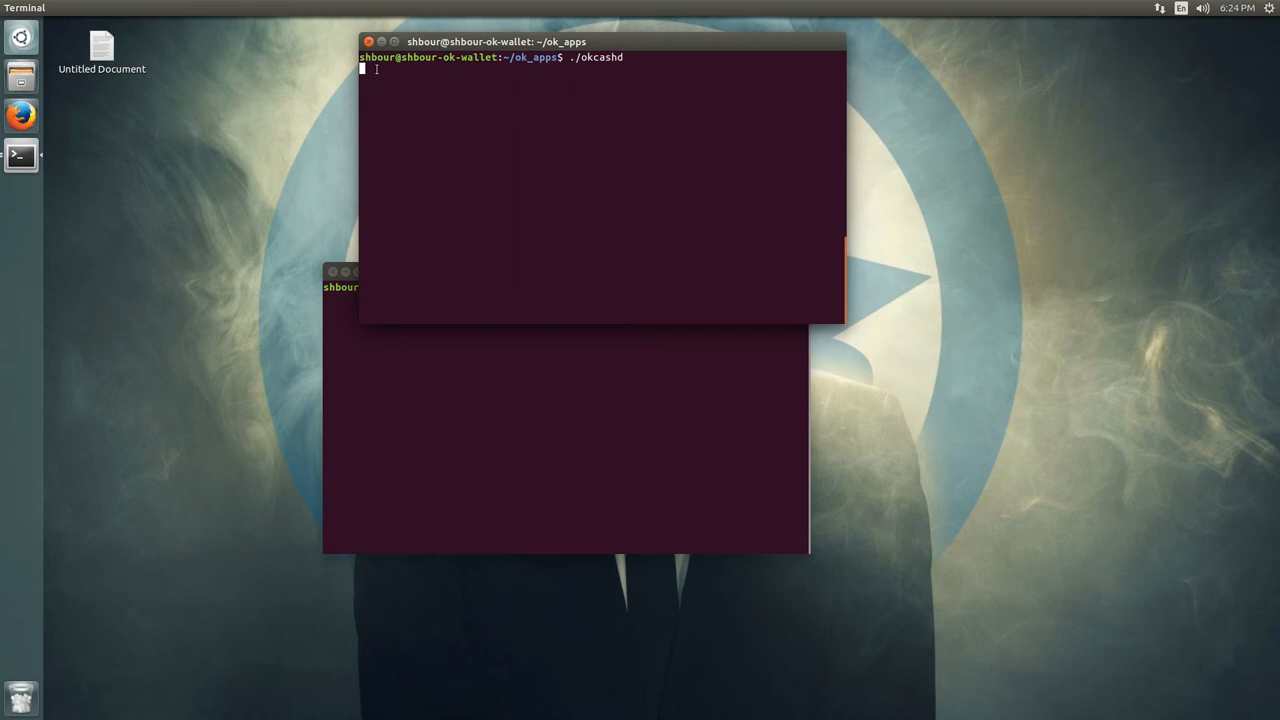 Terminal
En
6:24 PM
Untitled Document
shbour@shbour-ok-wallet: ~/ok_apps
shbour@shbour-ok-wallet:~/ok_apps$ ./okcashd
shbour